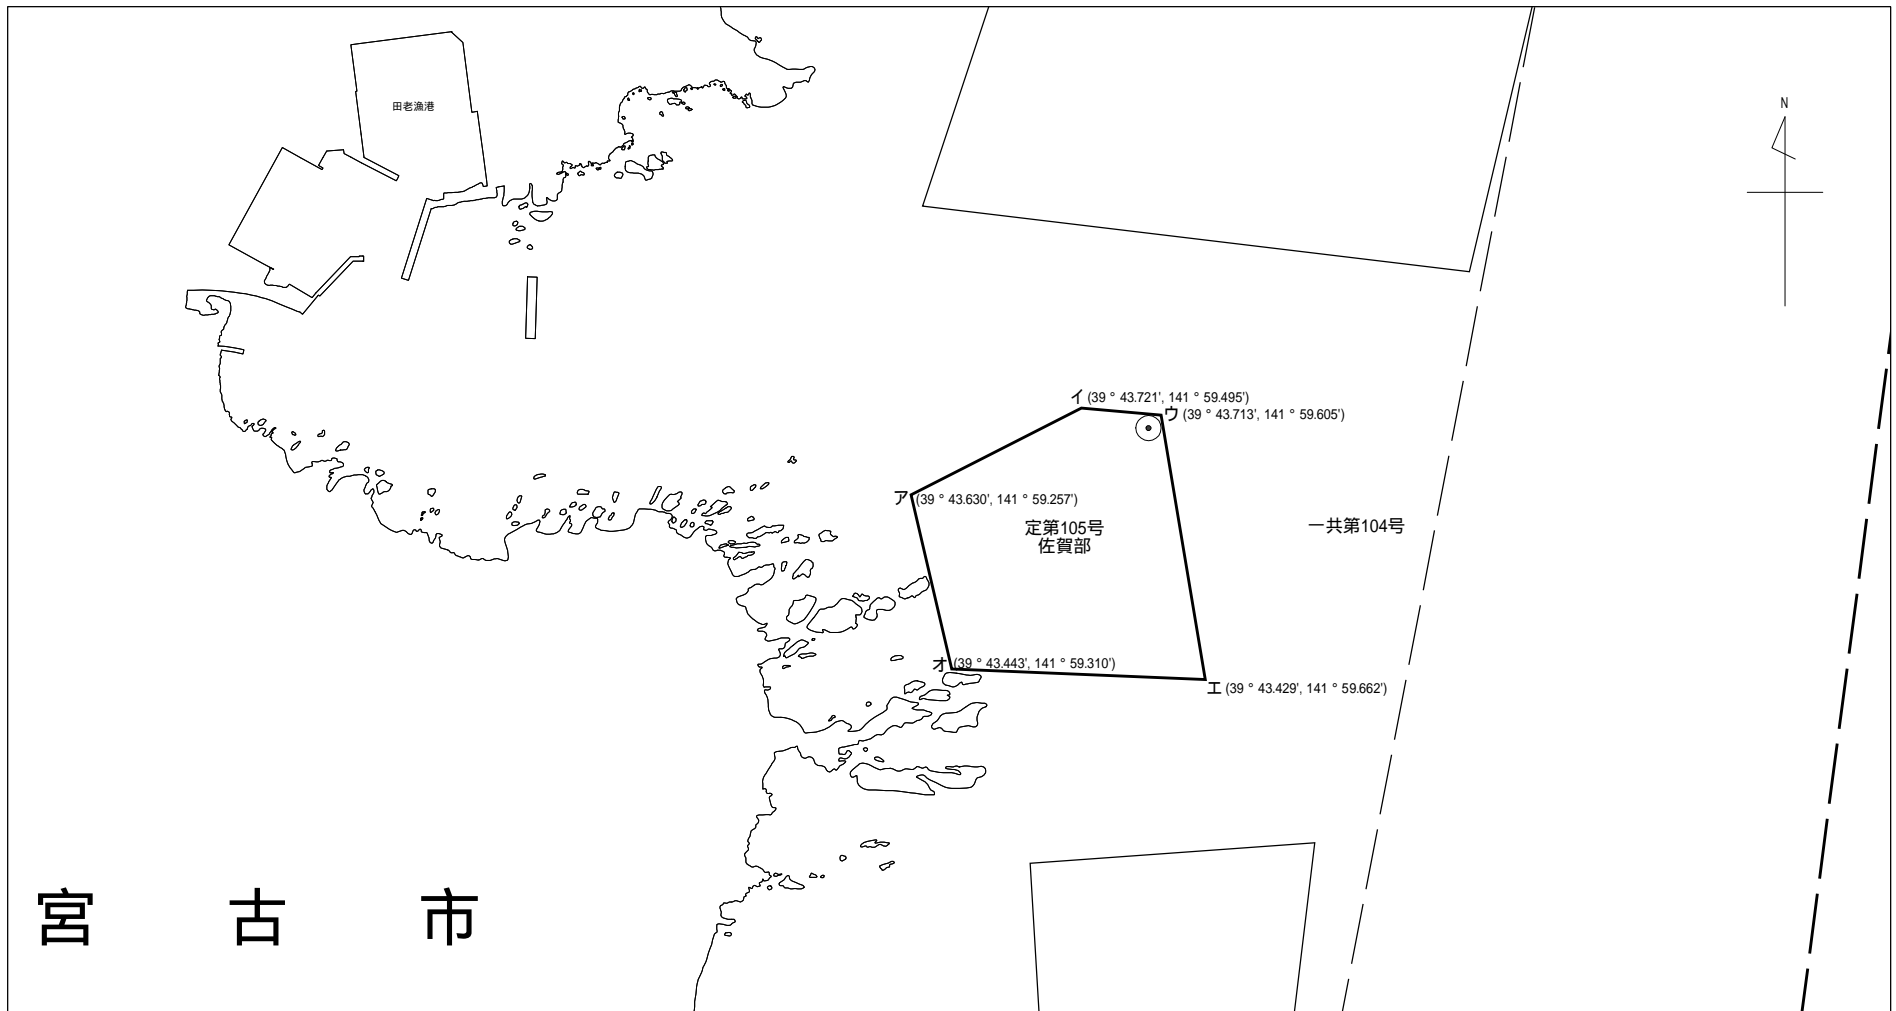 田老漁港
N
イ (39 ° 43.721', 141 ° 59.495')
ウ (39 ° 43.713', 141 ° 59.605')
ア (39 ° 43.630', 141 ° 59.257')
定第105号
佐賀部
一共第104号
オ (39 ° 43.443', 141 ° 59.310')
エ (39 ° 43.429', 141 ° 59.662')
宮 古 市